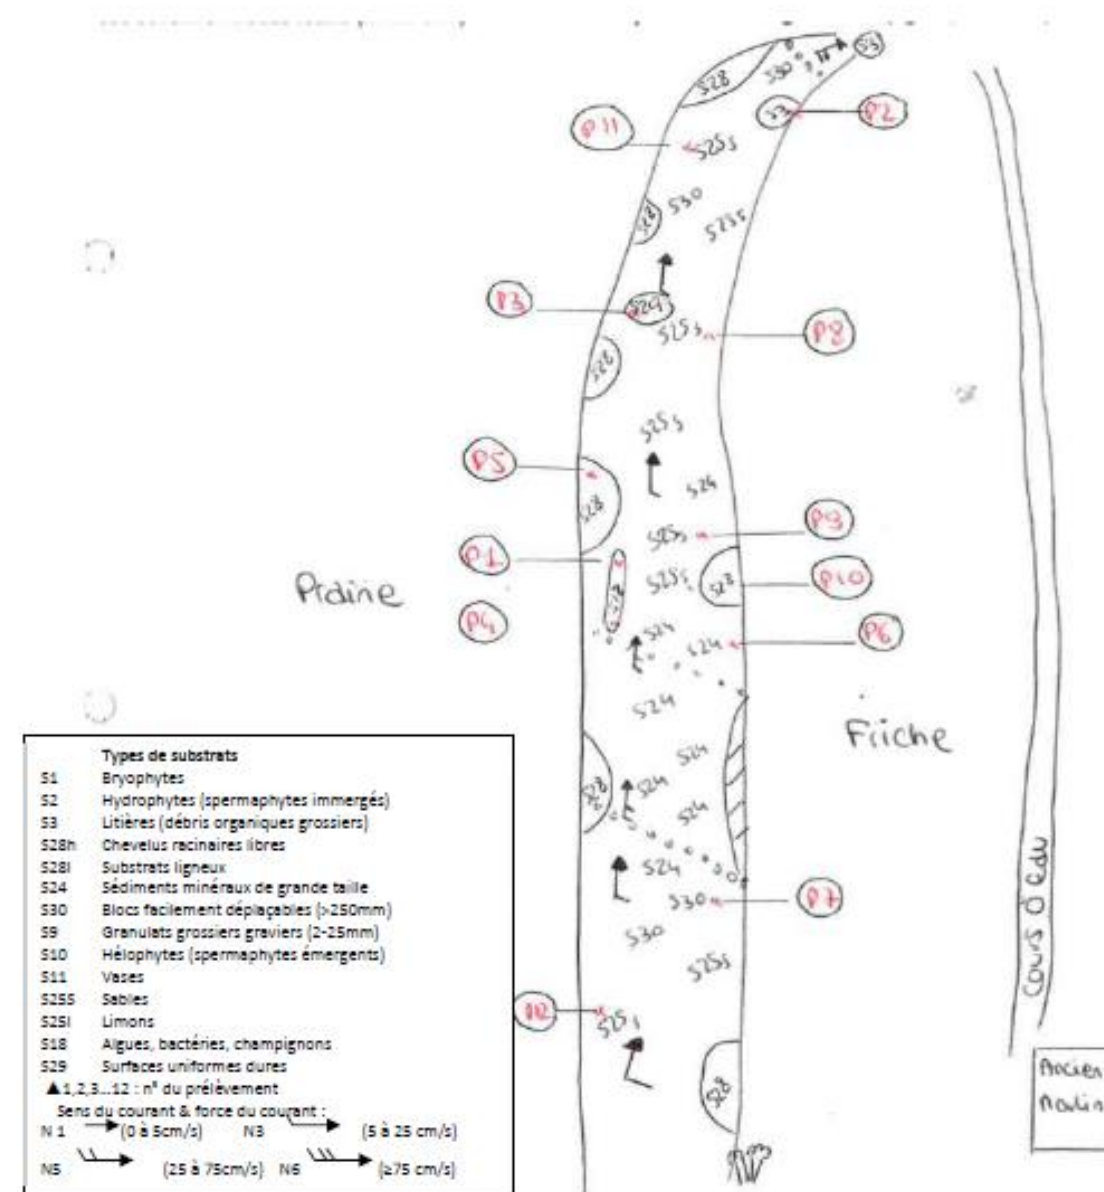 S3
S28
S30
S3
P2
P11
S25s
S28
S30
S25s
P3
S29
S25s
P8
S28
S25s
P5
S28
S24
S25s
P9
P1
S25s
S28
P10
Prairie
P4
S24
S24
P6
S24
Friche
S24
S28
S24
S24
S24
S30
P7
S30
S25s
P12
S25s
S28
Cours d'eau
Ancien
Moulin
Types de substrats
S1 Bryophytes
S2 Hydrophytes (spermaphytes immergés)
S3 Litières (débris organiques grossiers)
S28h Chevelus racinaires libres
S28l Substrats ligneux
S24 Sédiments minéraux de grande taille
S30 Blocs facilement déplaçables (>250mm)
S9 Granulats grossiers graviers (2-25mm)
S10 Hélophytes (spermaphytes émergents)
S11 Vases
S25S Sables
S25l Limons
S18 Algues, bactéries, champignons
S29 Surfaces uniformes dures
▲1,2,3...12 : n° du prélèvement
Sens du courant & force du courant :
N 1 (0 à 5cm/s) N3 (5 à 25 cm/s)
N5 (25 à 75cm/s) N6 (≥75 cm/s)